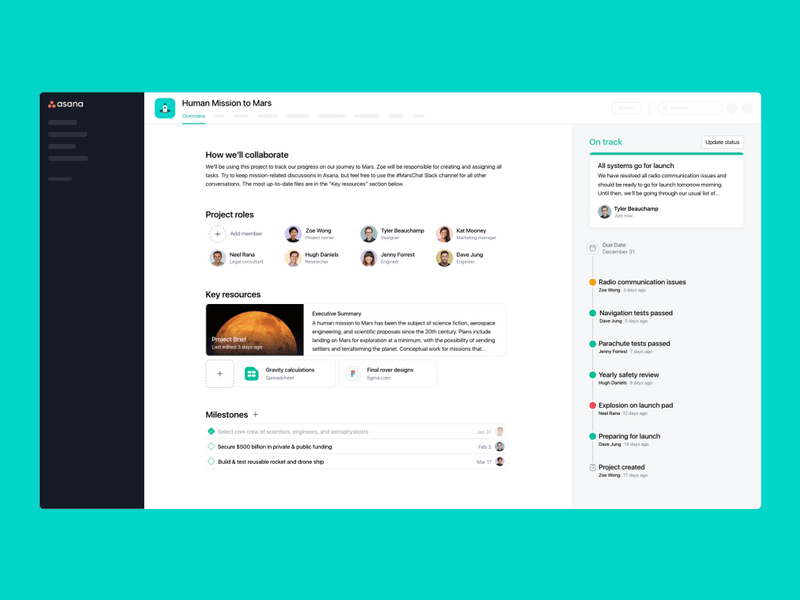 asana
Human Mission to Mars
Overview
How we'll collaborate
We'll be using this project to track our progress on our journey to Mars. Zoe will be responsible for creating and assigning all
tasks. Try to keep mission-related discussions in Asana, but feel free to use the #MarsChat Slack channel for all other
conversations. The most up-to-date files are in the "Key resources" section below.
Project roles
Add member
Zoe Wong
Project owner
Tyler Beauchamp
Designer
Kat Mooney
Marketing manager
Neel Rana
Legal consultant
Hugh Daniels
Researcher
Jenny Forrest
Engineer
Dave Jung
Engineer
Key resources
Project Brief
Last edited 3 days ago
Executive Summary
A human mission to Mars has been the subject of science fiction, aerospace
engineering, and scientific proposals since the 20th century. Plans include
landing on Mars for exploration at a minimum, with the possibility of sending
settlers and terraforming the planet. Conceptual work for missions that...
Gravity calculations
Spreadsheet
Final rover designs
figma.com
Milestones
Select core crew of scientists, engineers, and astrophysicists
Jan 31
Secure $500 billion in private & public funding
Feb 3
Build & test reusable rocket and drone ship
Mar 17
On track
Update status
All systems go for launch
We have resolved all radio communication issues and
should be ready to go for launch tomorrow morning.
Until then, we'll be going through our usual list of...
Tyler Beauchamp
Just now
Due Date
December 31
Radio communication issues
Zoe Wong 3 days ago
Navigation tests passed
Dave Jung 5 days ago
Parachute tests passed
Jenny Forrest 7 days ago
Yearly safety review
Hugh Daniels 9 days ago
Explosion on launch pad
Neel Rana 12 days ago
Preparing for launch
Dave Jung 14 days ago
Project created
Zoe Wong 17 days ago